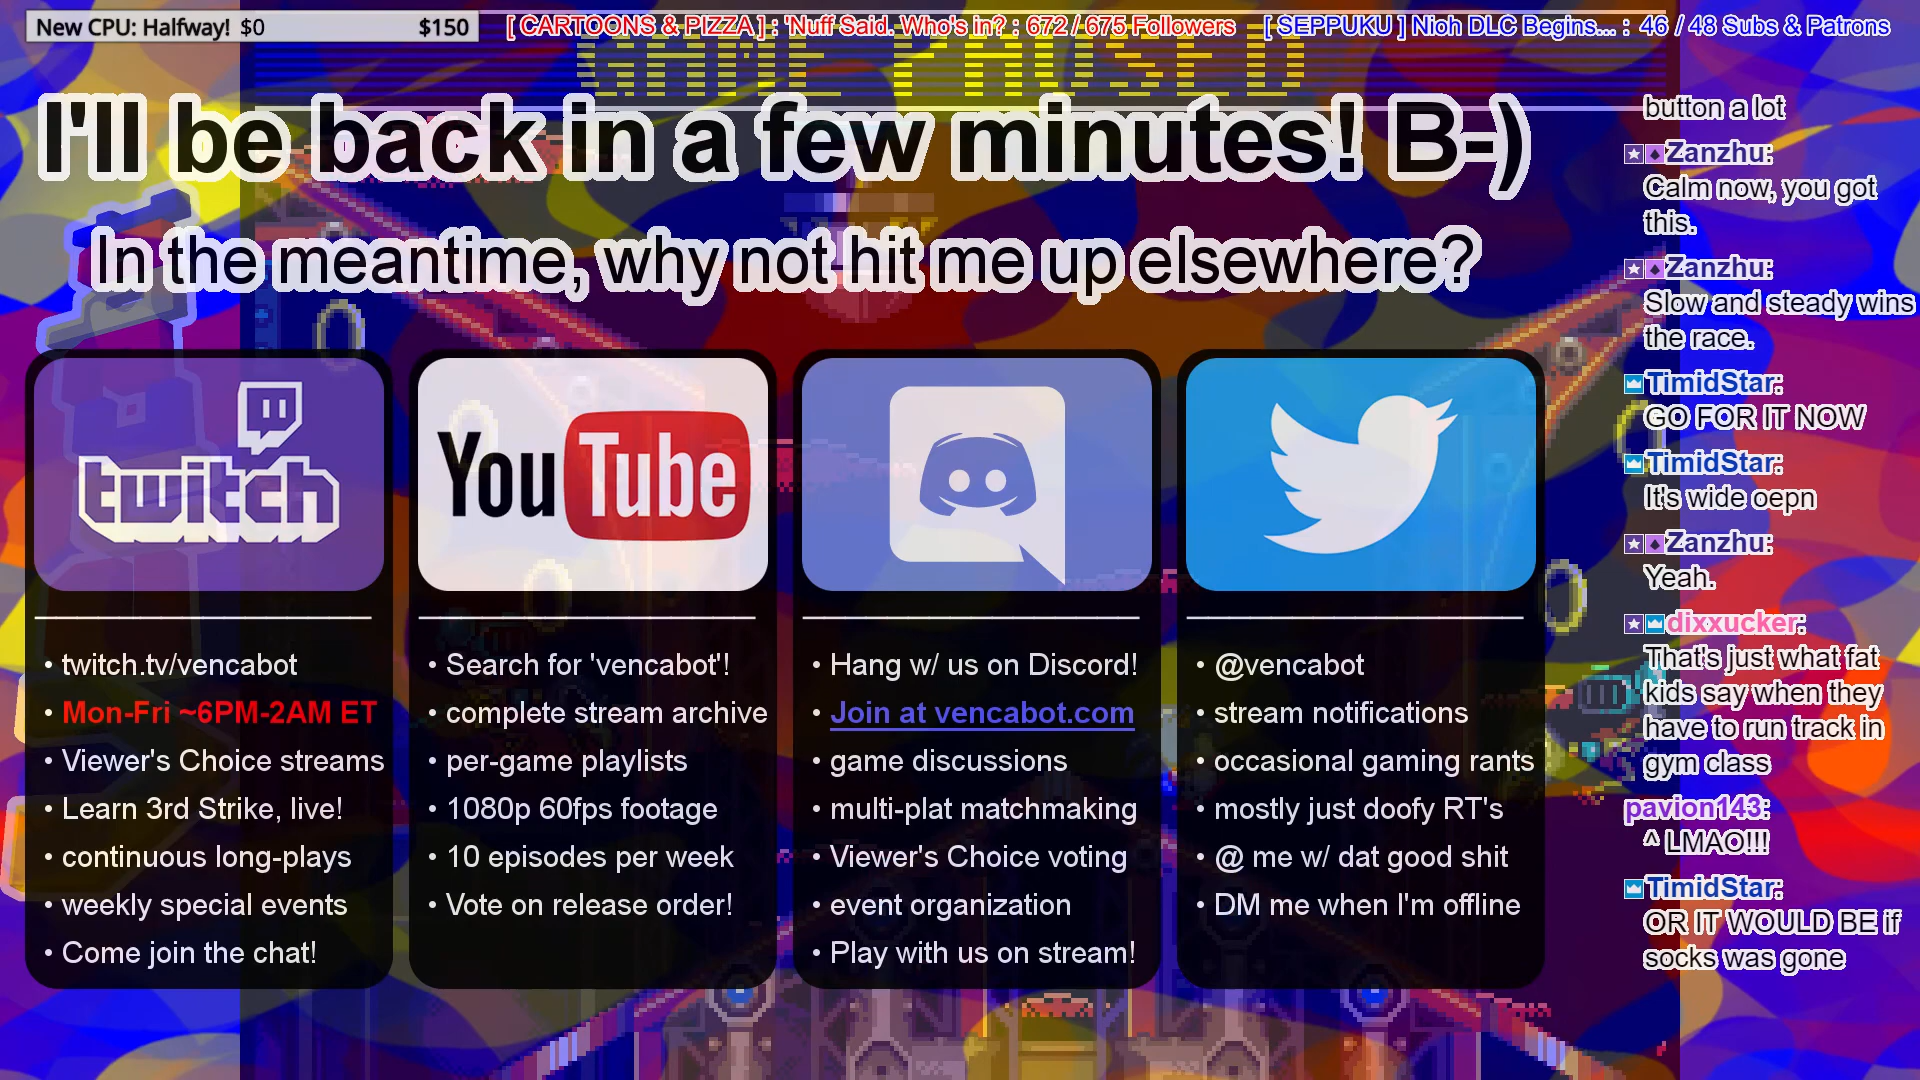 New CPU: Halfway! $0 $150
[ CARTOONS & PIZZA ] : 'Nuff Said. Who's in? : 672 / 675 Followers
[ SEPPUKU ] Nioh DLC Begins... : 46 / 48 Subs & Patrons
GAME PAUSED
I'll be back in a few minutes! B-)
In the meantime, why not hit me up elsewhere?
twitch
• twitch.tv/vencabot
• Mon-Fri ~6PM-2AM ET
• Viewer's Choice streams
• Learn 3rd Strike, live!
• continuous long-plays
• weekly special events
• Come join the chat!
YouTube
• Search for 'vencabot'!
• complete stream archive
• per-game playlists
• 1080p 60fps footage
• 10 episodes per week
• Vote on release order!
• Hang w/ us on Discord!
• Join at vencabot.com
• game discussions
• multi-plat matchmaking
• Viewer's Choice voting
• event organization
• Play with us on stream!
• @vencabot
• stream notifications
• occasional gaming rants
• mostly just doofy RT's
• @ me w/ dat good shit
• DM me when I'm offline
button a lot
Zanzhu:
Calm now, you got
this.
Zanzhu:
Slow and steady wins
the race.
TimidStar:
GO FOR IT NOW
TimidStar:
It's wide oepn
Zanzhu:
Yeah.
dixxucker:
That's just what fat
kids say when they
have to run track in
gym class
pavion143:
^ LMAO!!!
TimidStar:
OR IT WOULD BE if
socks was gone